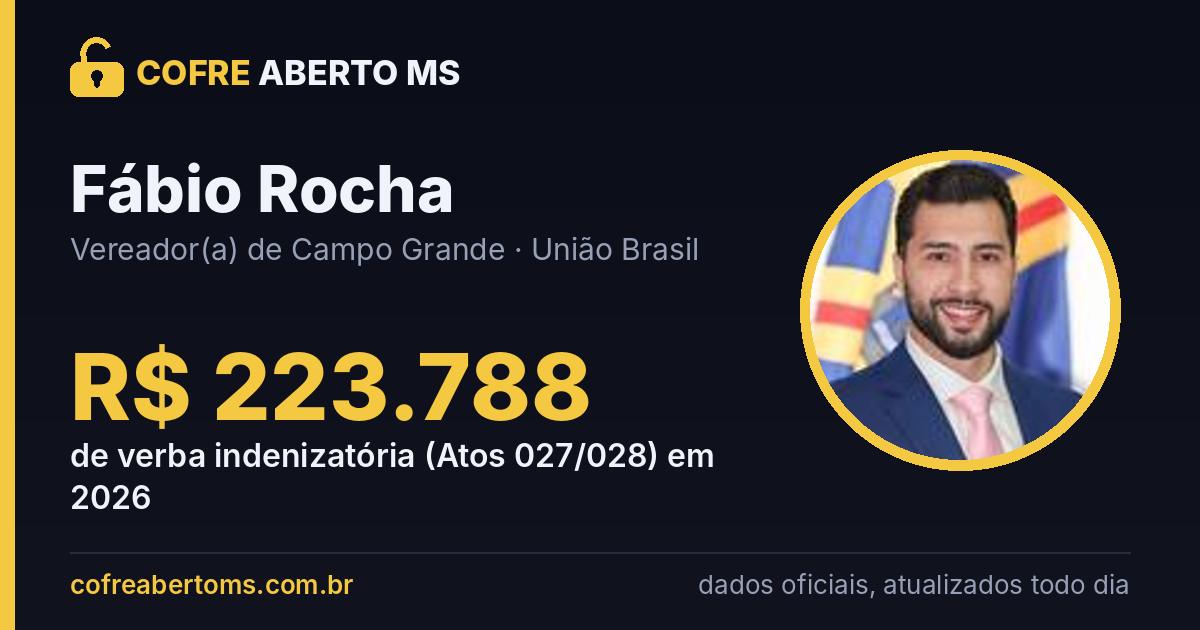 COFRE ABERTO MS
Fábio Rocha
Vereador(a) de Campo Grande · União Brasil
R$ 223.788
de verba indenizatória (Atos 027/028) em
2026
cofreabertoms.com.br
dados oficiais, atualizados todo dia